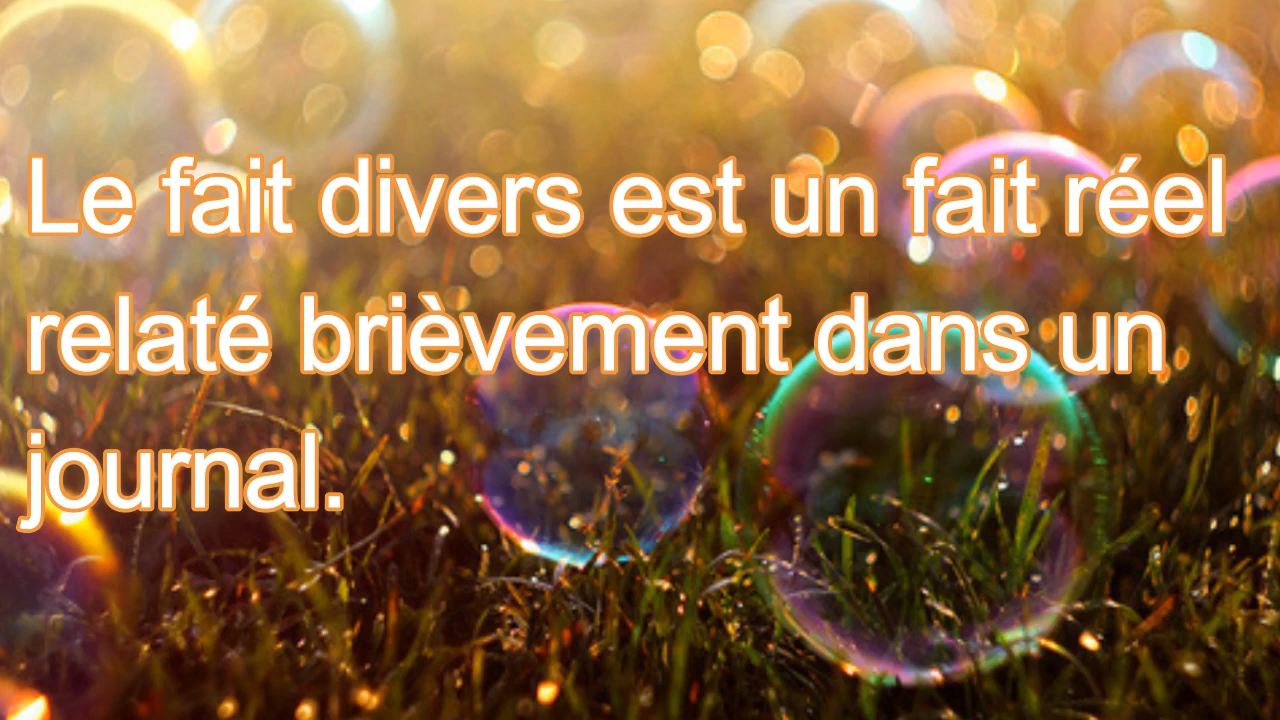 Le fait divers est un fait réel
relaté brièvement dans un
journal.